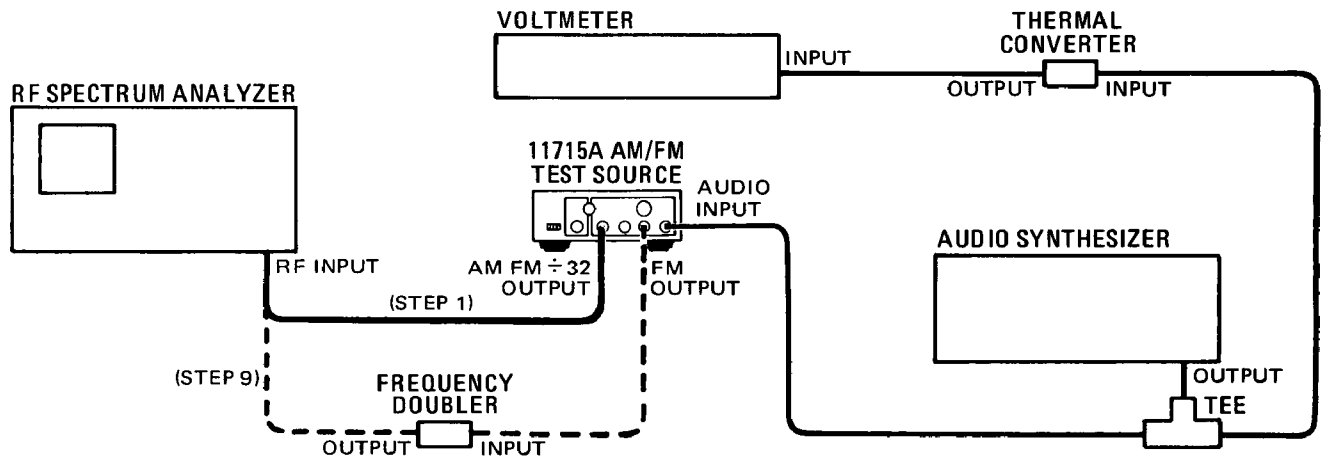 VOLTMETER
INPUT
THERMAL
CONVERTER
OUTPUT
INPUT
RF SPECTRUM ANALYZER
RF INPUT
11715A AM/FM
TEST SOURCE
AUDIO
INPUT
AM FM ÷ 32
OUTPUT
FM
OUTPUT
(STEP 1)
AUDIO SYNTHESIZER
OUTPUT
TEE
(STEP 9)
FREQUENCY
DOUBLER
OUTPUT
INPUT